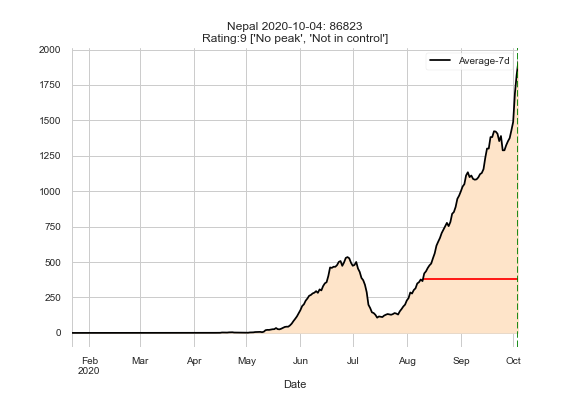 Nepal 2020-10-04: 86823
Rating:9 ['No peak', 'Not in control']
Average-7d
2000
1750
1500
1250
1000
750
500
250
0
Feb Mar Apr May Jun Jul Aug Sep Oct
2020
Date